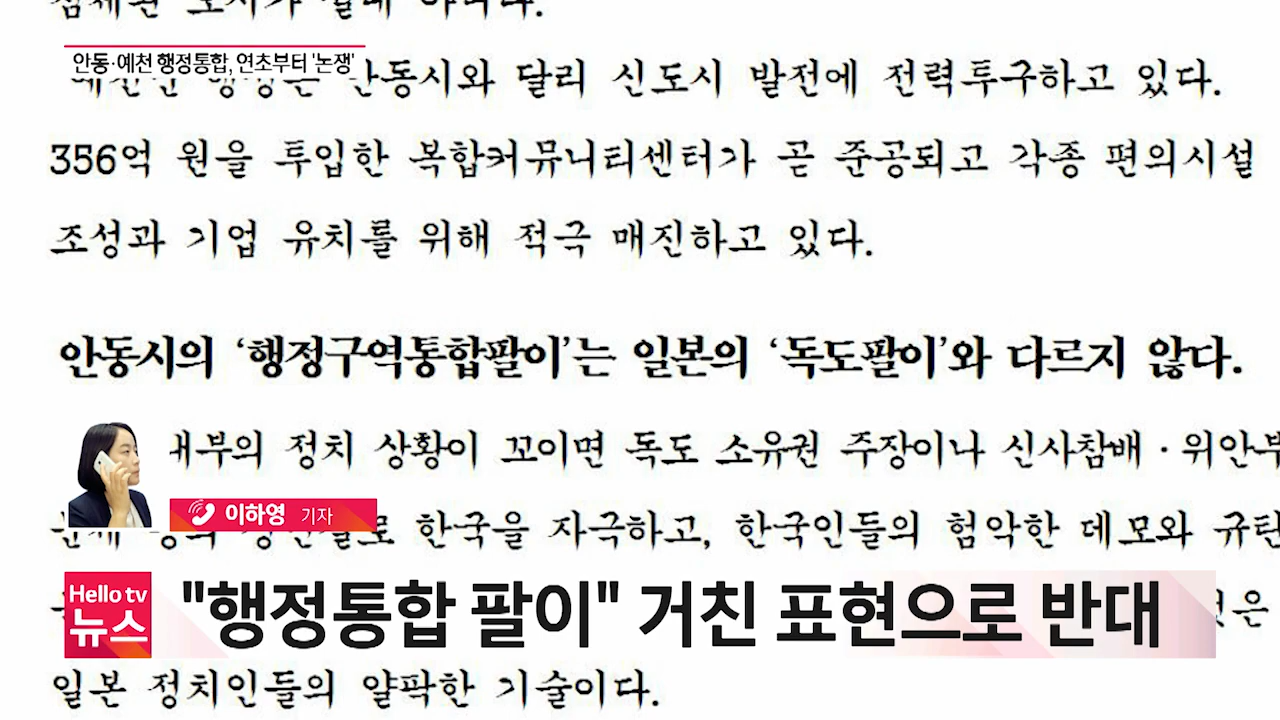 안동·예천 행정통합, 연초부터 '논쟁'
안동시와 달리 신도시 발전에 전력투구하고 있다.
356억 원을 투입한 복합커뮤니티센터가 곧 준공되고 각종 편의시설
조성과 기업 유치를 위해 적극 매진하고 있다.
안동시의 '행정구역통합팔이'는 일본의 '독도팔이'와 다르지 않다.
내부의 정치 상황이 꼬이면 독도 소유권 주장이나 신사참배·위안부
한국을 자극하고, 한국인들의 험악한 데모와 규탄
이하영 기자
Hello tv
뉴스
"행정통합 팔이" 거친 표현으로 반대
일본 정치인들의 얄팍한 기술이다.